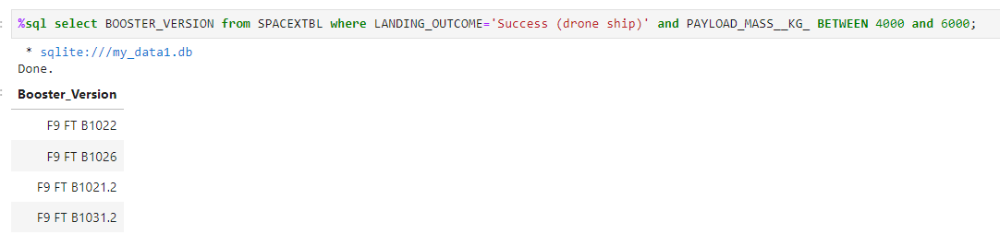 %sql select BOOSTER_VERSION from SPACEXTBL where LANDING_OUTCOME='Success (drone ship)' and PAYLOAD_MASS__KG_ BETWEEN 4000 and 6000;
* sqlite:///my_data1.db
Done.
Booster_Version
F9 FT B1022
F9 FT B1026
F9 FT B1021.2
F9 FT B1031.2